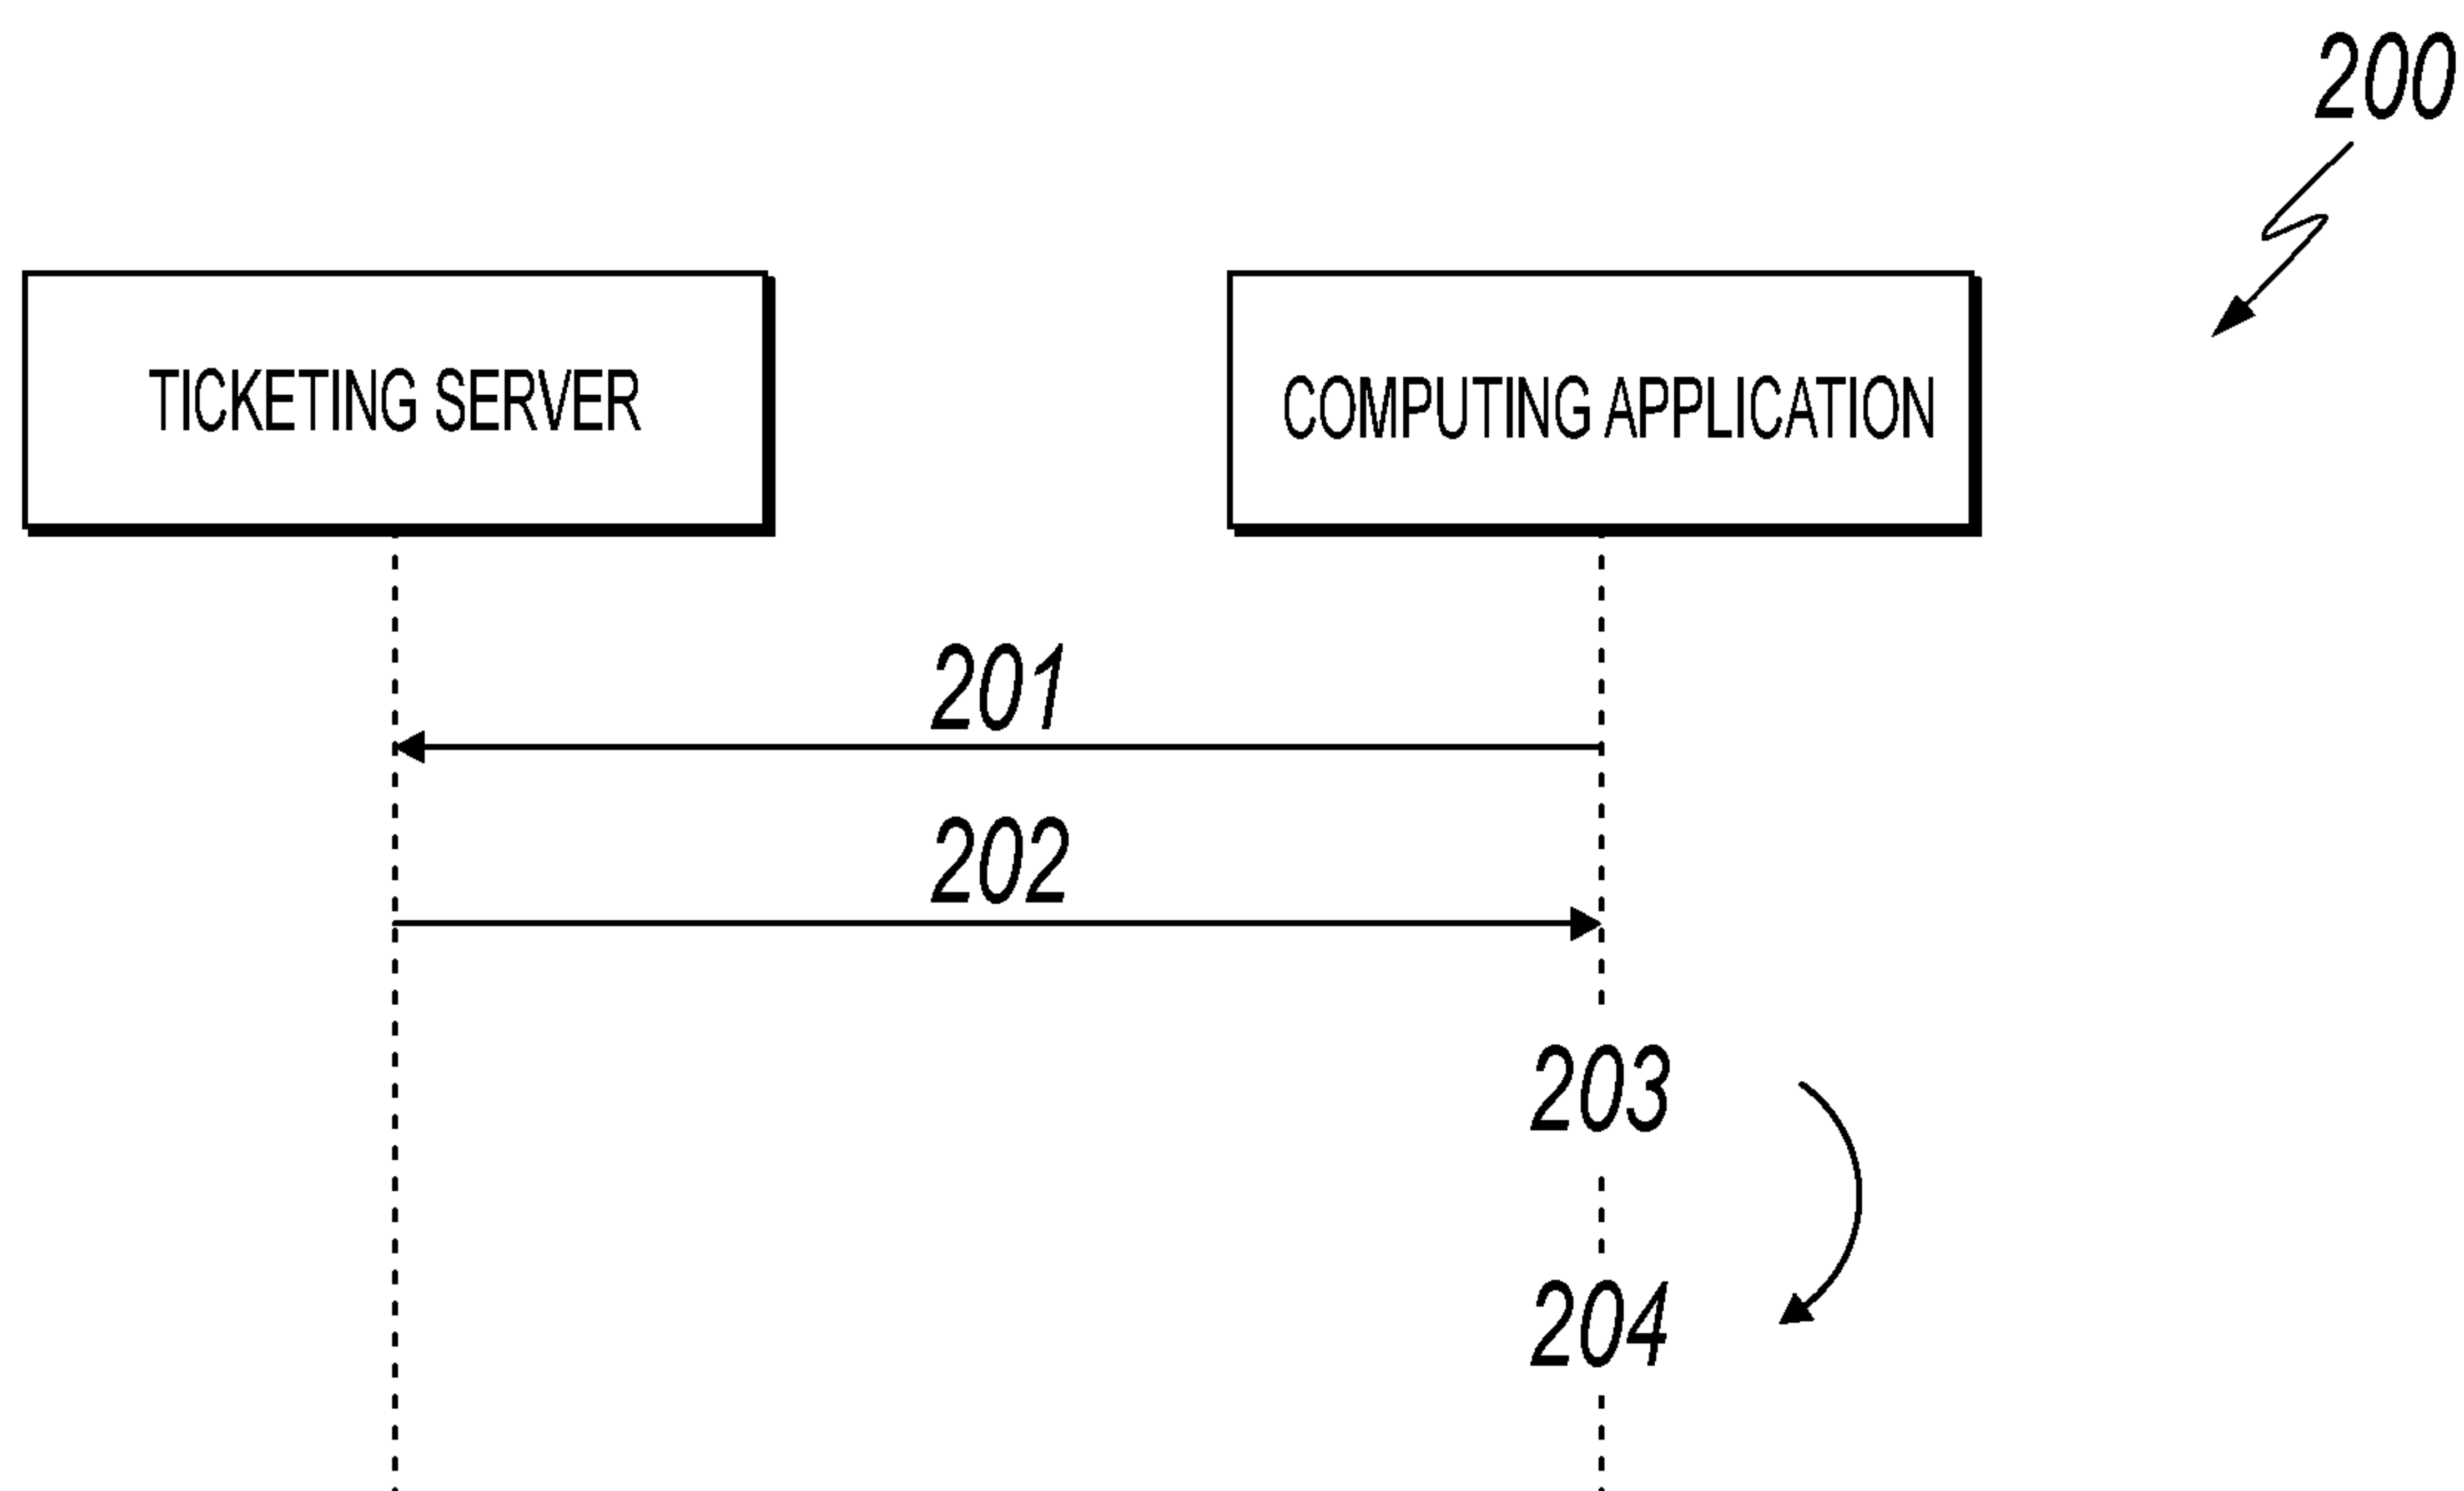 200
TICKETING SERVER
COMPUTING APPLICATION
201
202
203
204